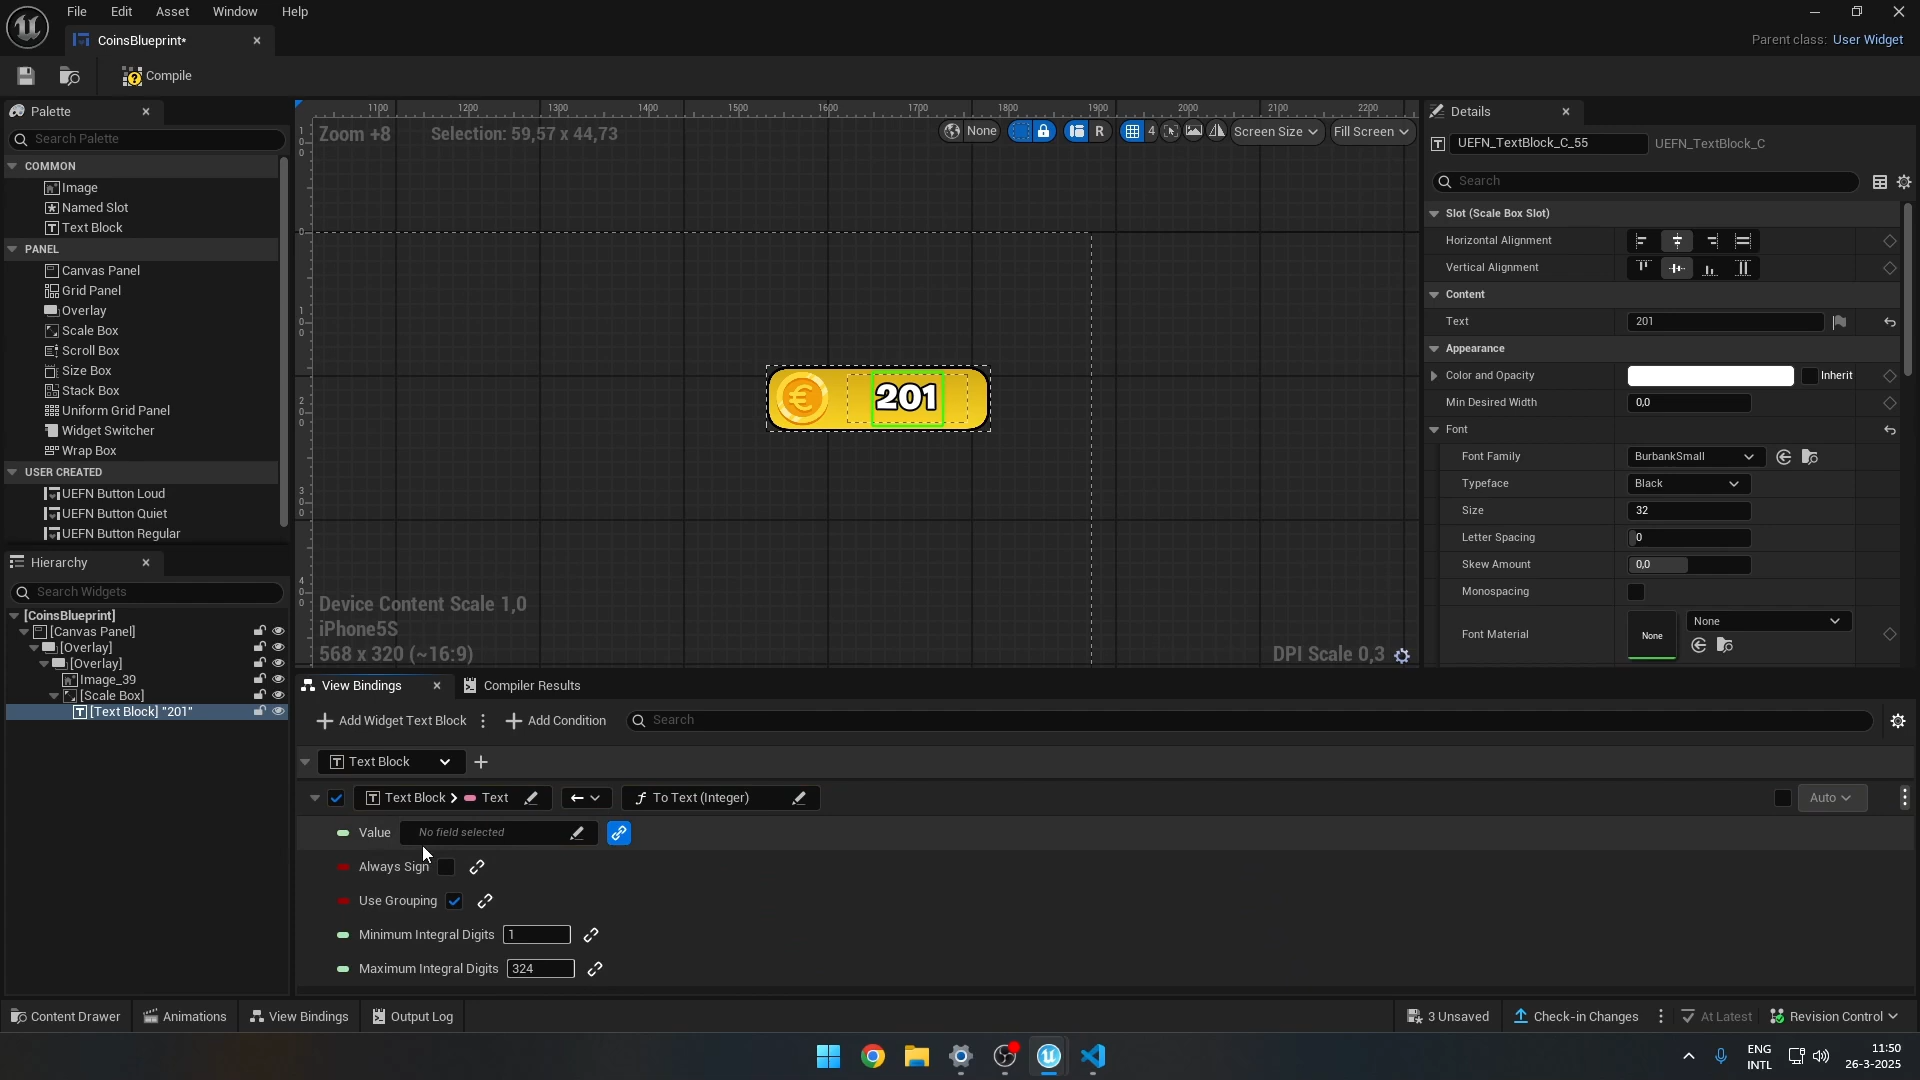 File Edit Asset Window Help
CoinsBlueprint*
Parent class: User Widget
Compile
Palette
Search Palette
COMMON
Image
Named Slot
Text Block
PANEL
Canvas Panel
Grid Panel
Overlay
Scale Box
Scroll Box
Size Box
Stack Box
Uniform Grid Panel
Widget Switcher
Wrap Box
USER CREATED
UEFN Button Loud
UEFN Button Quiet
UEFN Button Regular
Hierarchy
Search Widgets
[CoinsBlueprint]
[Canvas Panel]
[Overlay]
[Overlay]
Image_39
[Scale Box]
[Text Block] "201"
1100 1200 1300 1400 1500 1600 1700 1800 1900 2000 2100 2200
Zoom +8 Selection: 59,57 x 44,73
None R 4 Screen Size Fill Screen
100
0
100
200
300
400
€ 201
Device Content Scale 1,0
iPhone5S
568 x 320 (~16:9)
DPI Scale 0,3
Details
UEFN_TextBlock_C_55 UEFN_TextBlock_C
Search
Slot (Scale Box Slot)
Horizontal Alignment
Vertical Alignment
Content
Text 201
Appearance
Color and Opacity Inherit
Min Desired Width 0,0
Font
Font Family BurbankSmall
Typeface Black
Size 32
Letter Spacing 0
Skew Amount 0,0
Monospacing
Font Material None None
View Bindings Compiler Results
Add Widget Text Block Add Condition Search
Text Block
Text Block Text To Text (Integer) Auto
Value No field selected
Always Sign
Use Grouping
Minimum Integral Digits 1
Maximum Integral Digits 324
Content Drawer Animations View Bindings Output Log 3 Unsaved Check-in Changes At Latest Revision Control
ENG
INTL
11:50
26-3-2025